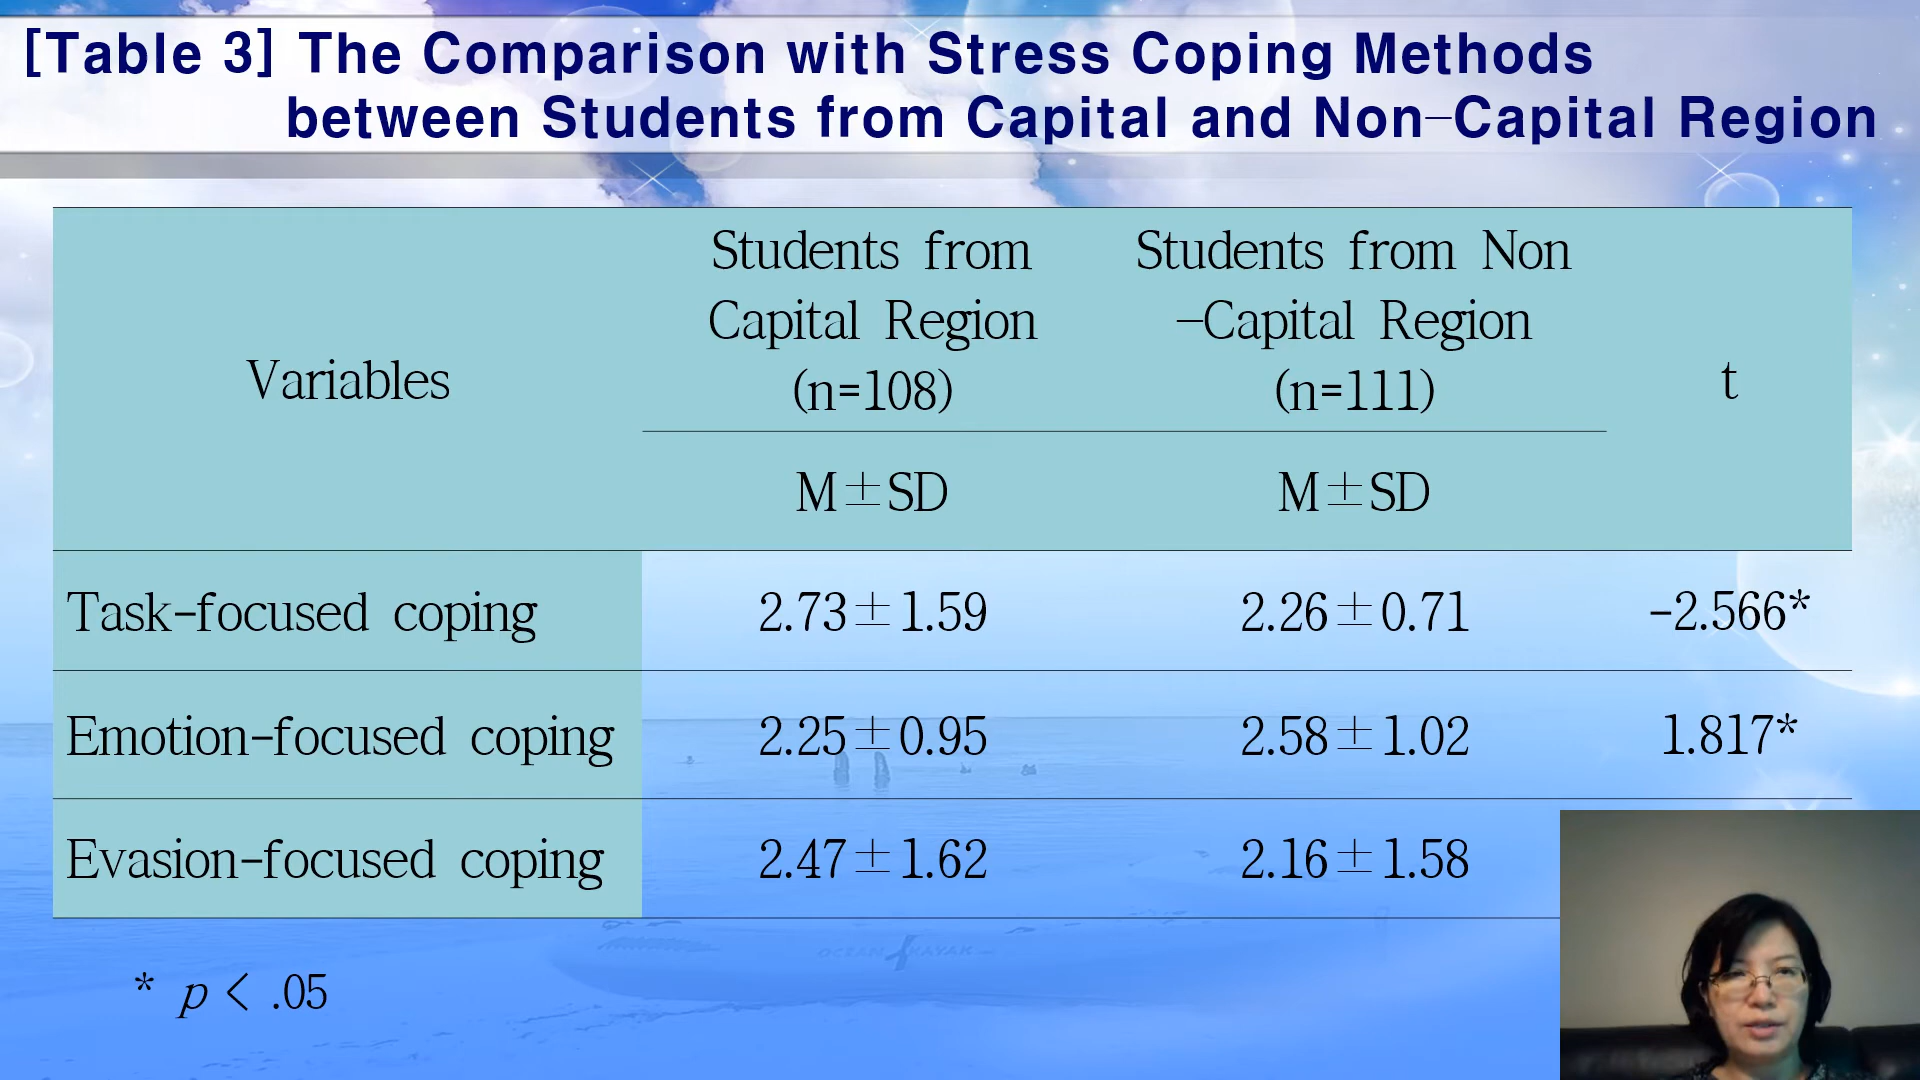 [Table 3] The Comparison with Stress Coping Methods
between Students from Capital and Non-Capital Region
Variables
Students from
Capital Region
(n=108)
Students from Non
-Capital Region
(n=111)
t
M±SD
M±SD
Task-focused coping 2.73±1.59 2.26±0.71 -2.566*
Emotion-focused coping 2.25±0.95 2.58±1.02 1.817*
Evasion-focused coping 2.47±1.62 2.16±1.58
OCEAN KAYAK
* p < .05